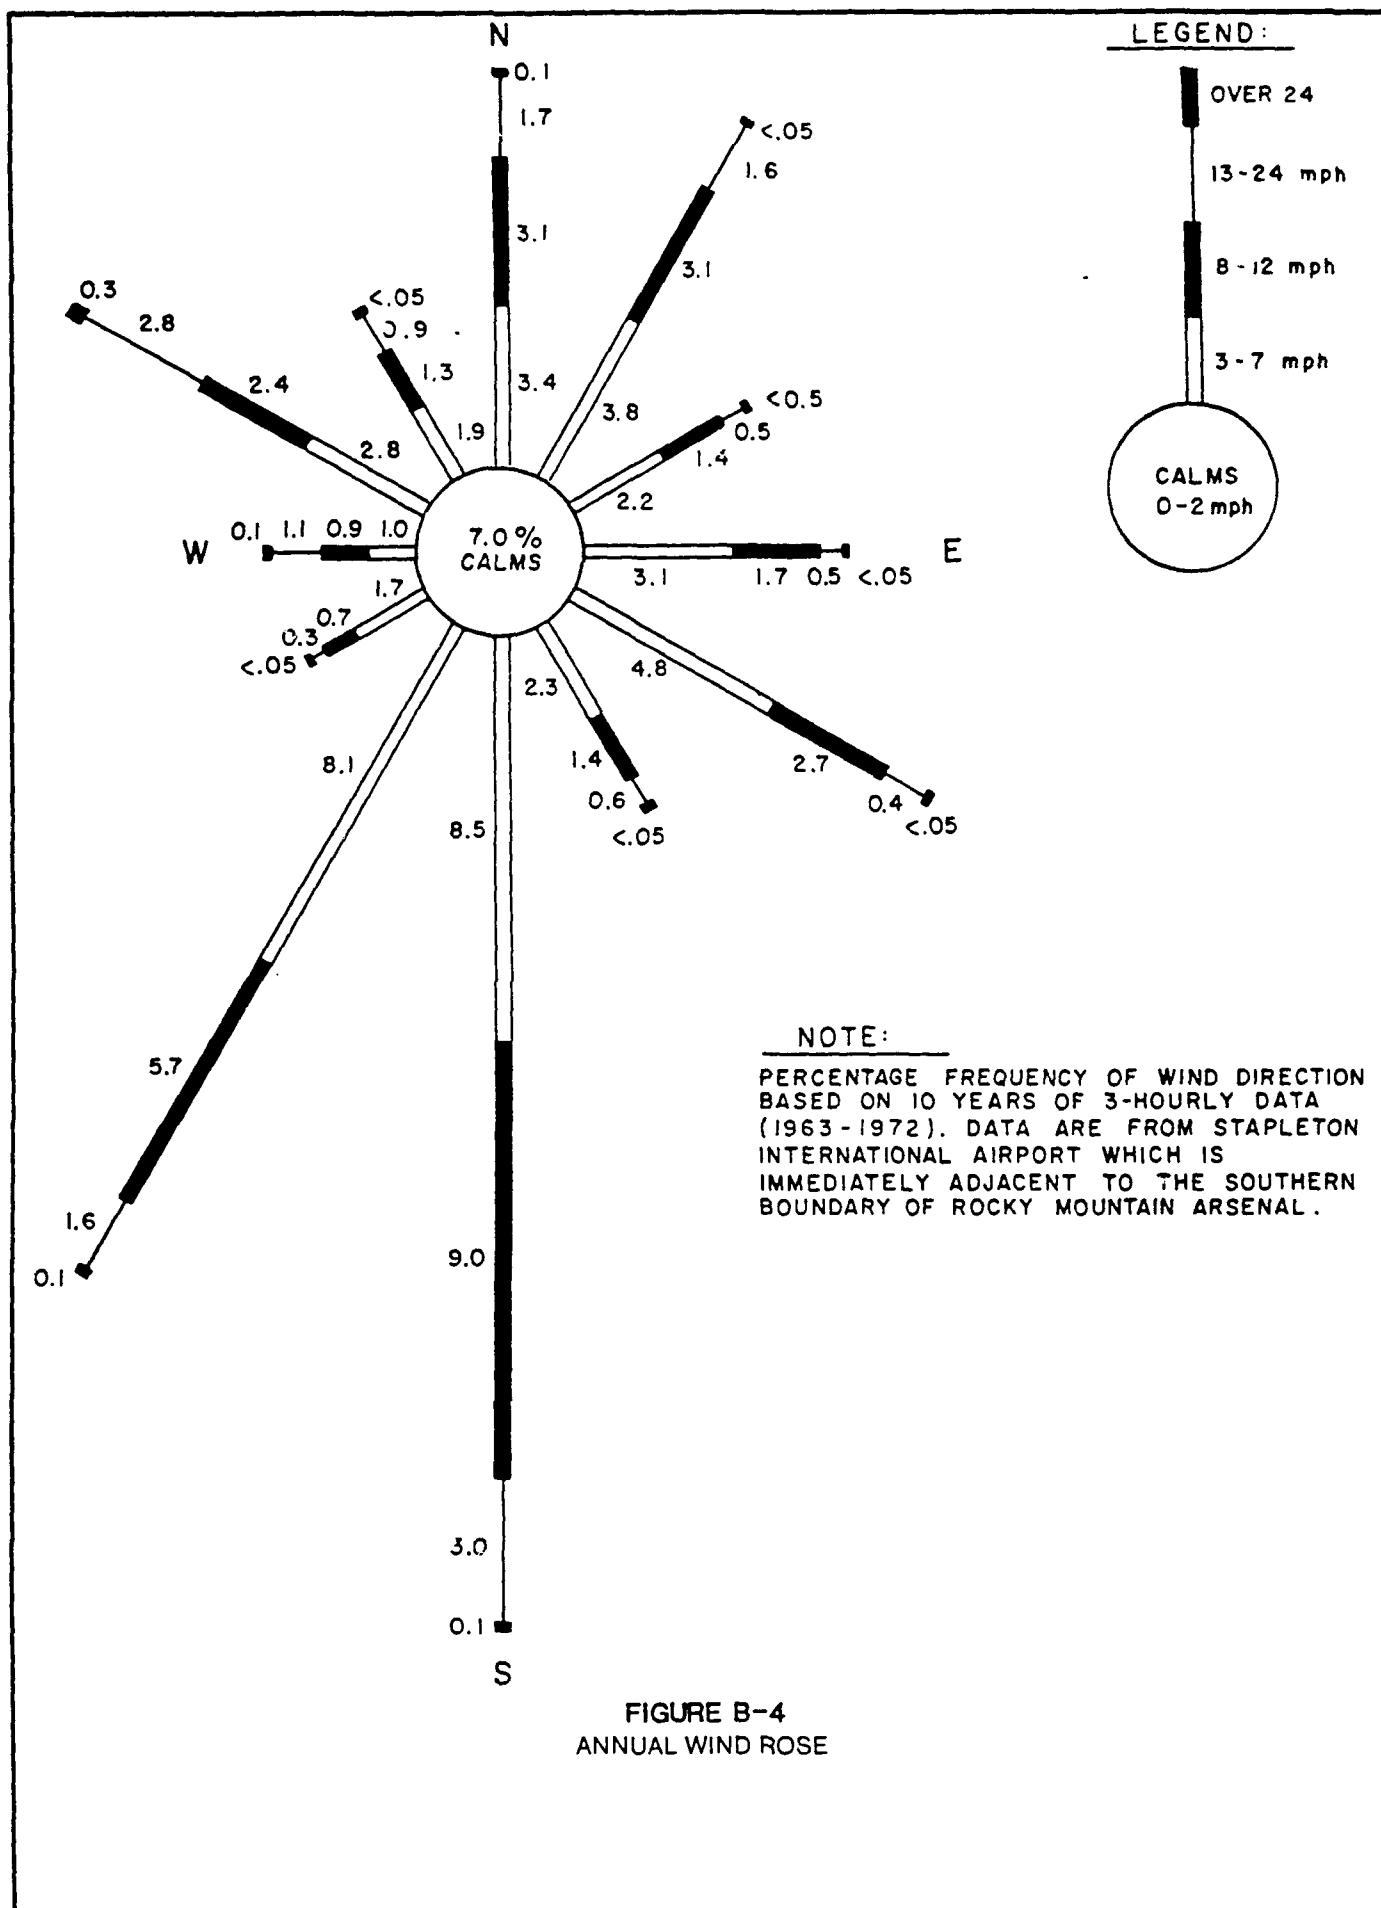 N
0.1
1.7
3.1
3.4
<.05
1.6
3.1
3.8
<0.5
0.5
1.4
2.2
E
3.1
1.7
0.5
<.05
4.8
2.7
0.4
<.05
2.3
1.4
0.6
<.05
8.5
9.0
3.0
0.1
S
8.1
5.7
1.6
0.1
1.7
0.7
0.3
<.05
W
0.1
1.1
0.9
1.0
0.3
2.8
2.4
2.8
<.05
0.9
1.3
1.9
7.0%
CALMS
LEGEND:
OVER 24
13-24 mph
8-12 mph
3-7 mph
CALMS
0-2 mph
NOTE:
PERCENTAGE FREQUENCY OF WIND DIRECTION
BASED ON 10 YEARS OF 3-HOURLY DATA
(1963-1972). DATA ARE FROM STAPLETON
INTERNATIONAL AIRPORT WHICH IS
IMMEDIATELY ADJACENT TO THE SOUTHERN
BOUNDARY OF ROCKY MOUNTAIN ARSENAL.
FIGURE B-4
ANNUAL WIND ROSE